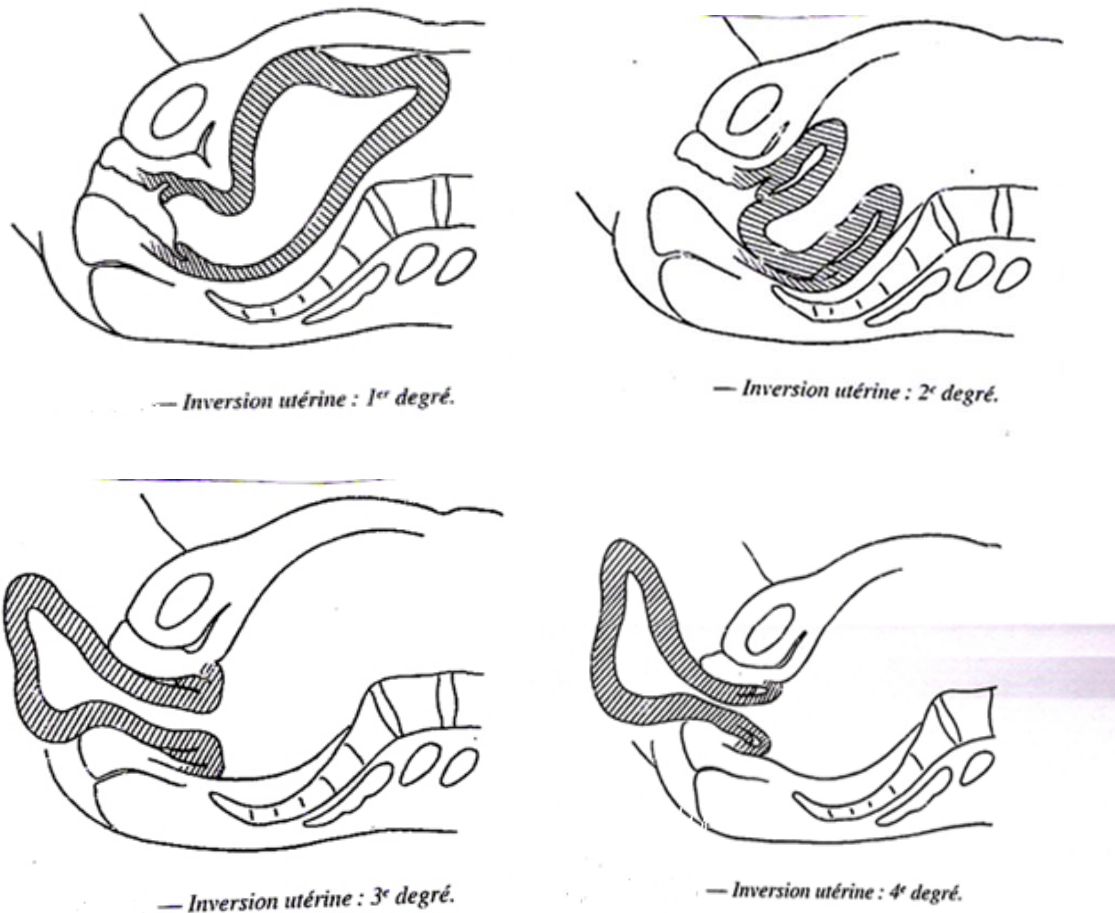 — Inversion utérine : 1er degré.
— Inversion utérine : 2e degré.
— Inversion utérine : 3e degré.
— Inversion utérine : 4e degré.